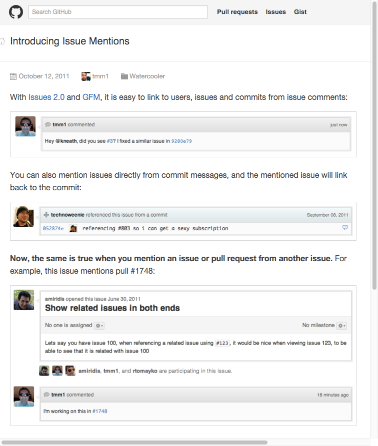 Search GitHub
Pull requests Issues Gist
Introducing Issue Mentions
October 12, 2011 tmm1 Watercooler
With Issues 2.0 and GFM, it is easy to link to users, issues and commits from issue comments:
tmm1 commented just now
Hey @kneath, did you see #37 I fixed a similar issue in 9293e79
You can also mention issues directly from commit messages, and the mentioned issue will link
back to the commit:
technoweenie referenced this issue from a commit September 08, 2011
referencing #803 so i can get a sexy subscription
Now, the same is true when you mention an issue or pull request from another issue. For
example, this issue mentions pull #1748:
amiridis opened this issue June 30, 2011
Show related issues in both ends
No one is assigned No milestone
Lets say you have issue 100, when referencing a related issue using #123, it would be nice when viewing issue 123, to be
able to see that it is related with issue 100
amiridis, tmm1, and rtomayko are participating in this issue.
tmm1 commented 18 minutes ago
I'm working on this in #1748